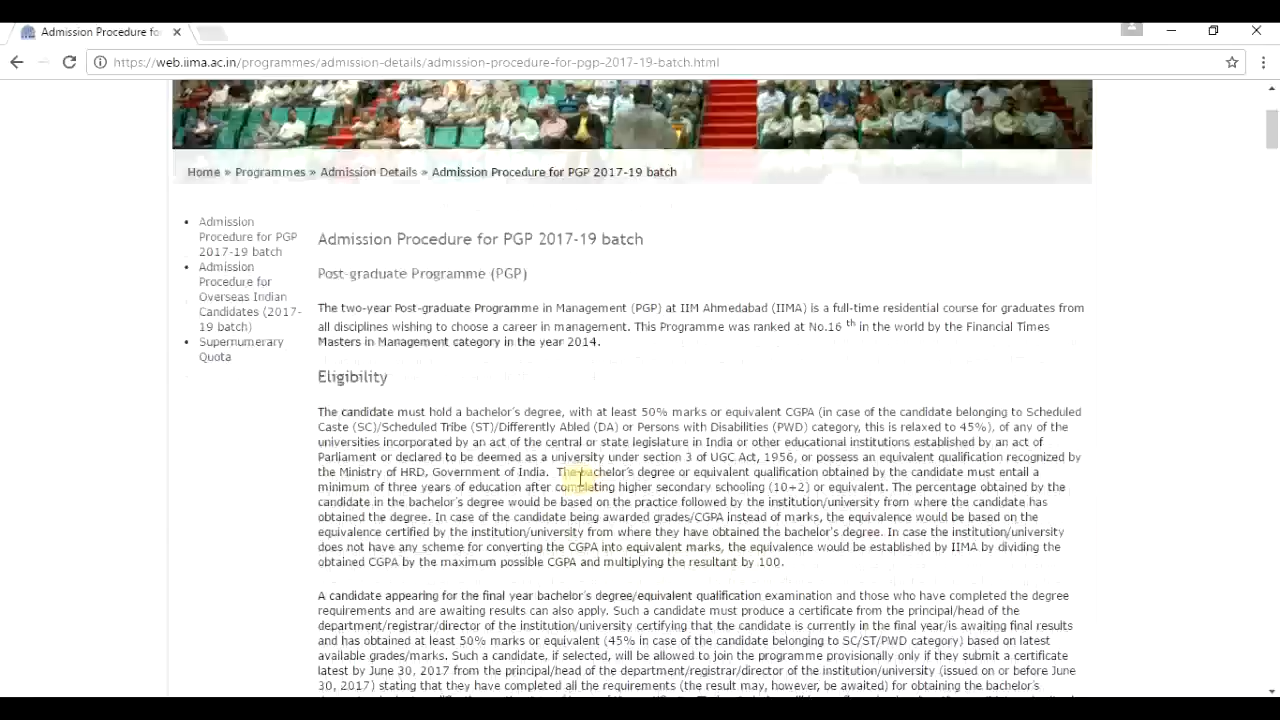 Admission Procedure fo
https://web.iima.ac.in/programmes/admission-details/admission-procedure-for-pgp-2017-19-batch.html
Home » Programmes » Admission Details » Admission Procedure for PGP 2017-19 batch
Admission
Procedure for PGP
2017-19 batch
Admission
Procedure for
Overseas Indian
Candidates (2017-
19 batch)
Supernumerary
Quota
Admission Procedure for PGP 2017-19 batch
Post-graduate Programme (PGP)
The two-year Post-graduate Programme in Management (PGP) at IIM Ahmedabad (IIMA) is a full-time residential course for graduates from
all disciplines wishing to choose a career in management. This Programme was ranked at No.16 th in the world by the Financial Times
Masters in Management category in the year 2014.
Eligibility
The candidate must hold a bachelor's degree, with at least 50% marks or equivalent CGPA (in case of the candidate belonging to Scheduled
Caste (SC)/Scheduled Tribe (ST)/Differently Abled (DA) or Persons with Disabilities (PWD) category, this is relaxed to 45%), of any of the
universities incorporated by an act of the central or state legislature in India or other educational institutions established by an act of
Parliament or declared to be deemed as a university under section 3 of UGC Act, 1956, or possess an equivalent qualification recognized by
the Ministry of HRD, Government of India. The bachelor's degree or equivalent qualification obtained by the candidate must entail a
minimum of three years of education after completing higher secondary schooling (10+2) or equivalent. The percentage obtained by the
candidate in the bachelor's degree would be based on the practice followed by the institution/university from where the candidate has
obtained the degree. In case of the candidate being awarded grades/CGPA instead of marks, the equivalence would be based on the
equivalence certified by the institution/university from where they have obtained the bachelor's degree. In case the institution/university
does not have any scheme for converting the CGPA into equivalent marks, the equivalence would be established by IIMA by dividing the
obtained CGPA by the maximum possible CGPA and multiplying the resultant by 100.
A candidate appearing for the final year bachelor's degree/equivalent qualification examination and those who have completed the degree
requirements and are awaiting results can also apply. Such a candidate must produce a certificate from the principal/head of the
department/registrar/director of the institution/university certifying that the candidate is currently in the final year/is awaiting final results
and has obtained at least 50% marks or equivalent (45% in case of the candidate belonging to SC/ST/PWD category) based on latest
available grades/marks. Such a candidate, if selected, will be allowed to join the programme provisionally only if they submit a certificate
latest by June 30, 2017 from the principal/head of the department/registrar/director of the institution/university (issued on or before June
30, 2017) stating that they have completed all the requirements (the result may, however, be awaited) for obtaining the bachelor's